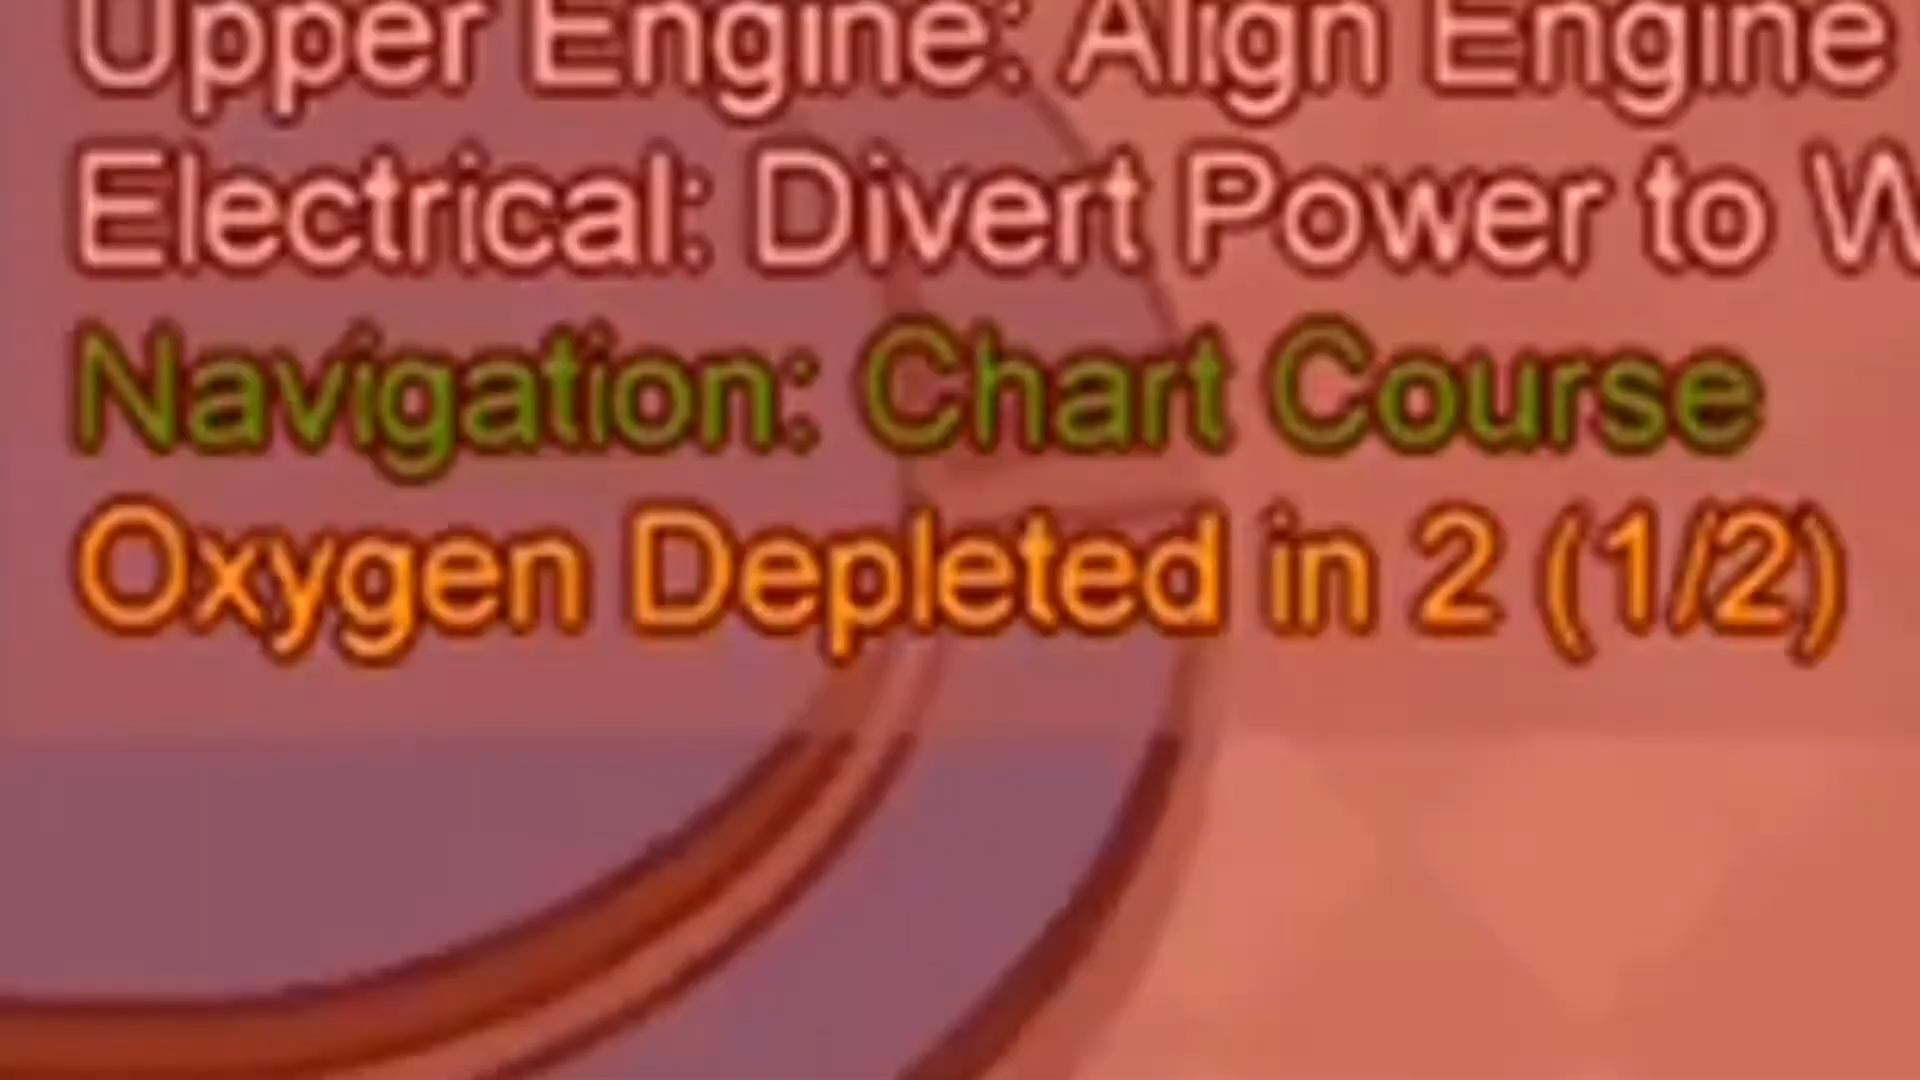 Upper Engine: Align Engine
Electrical: Divert Power to
Navigation: Chart Course
Oxygen Depleted in 2 (1/2)